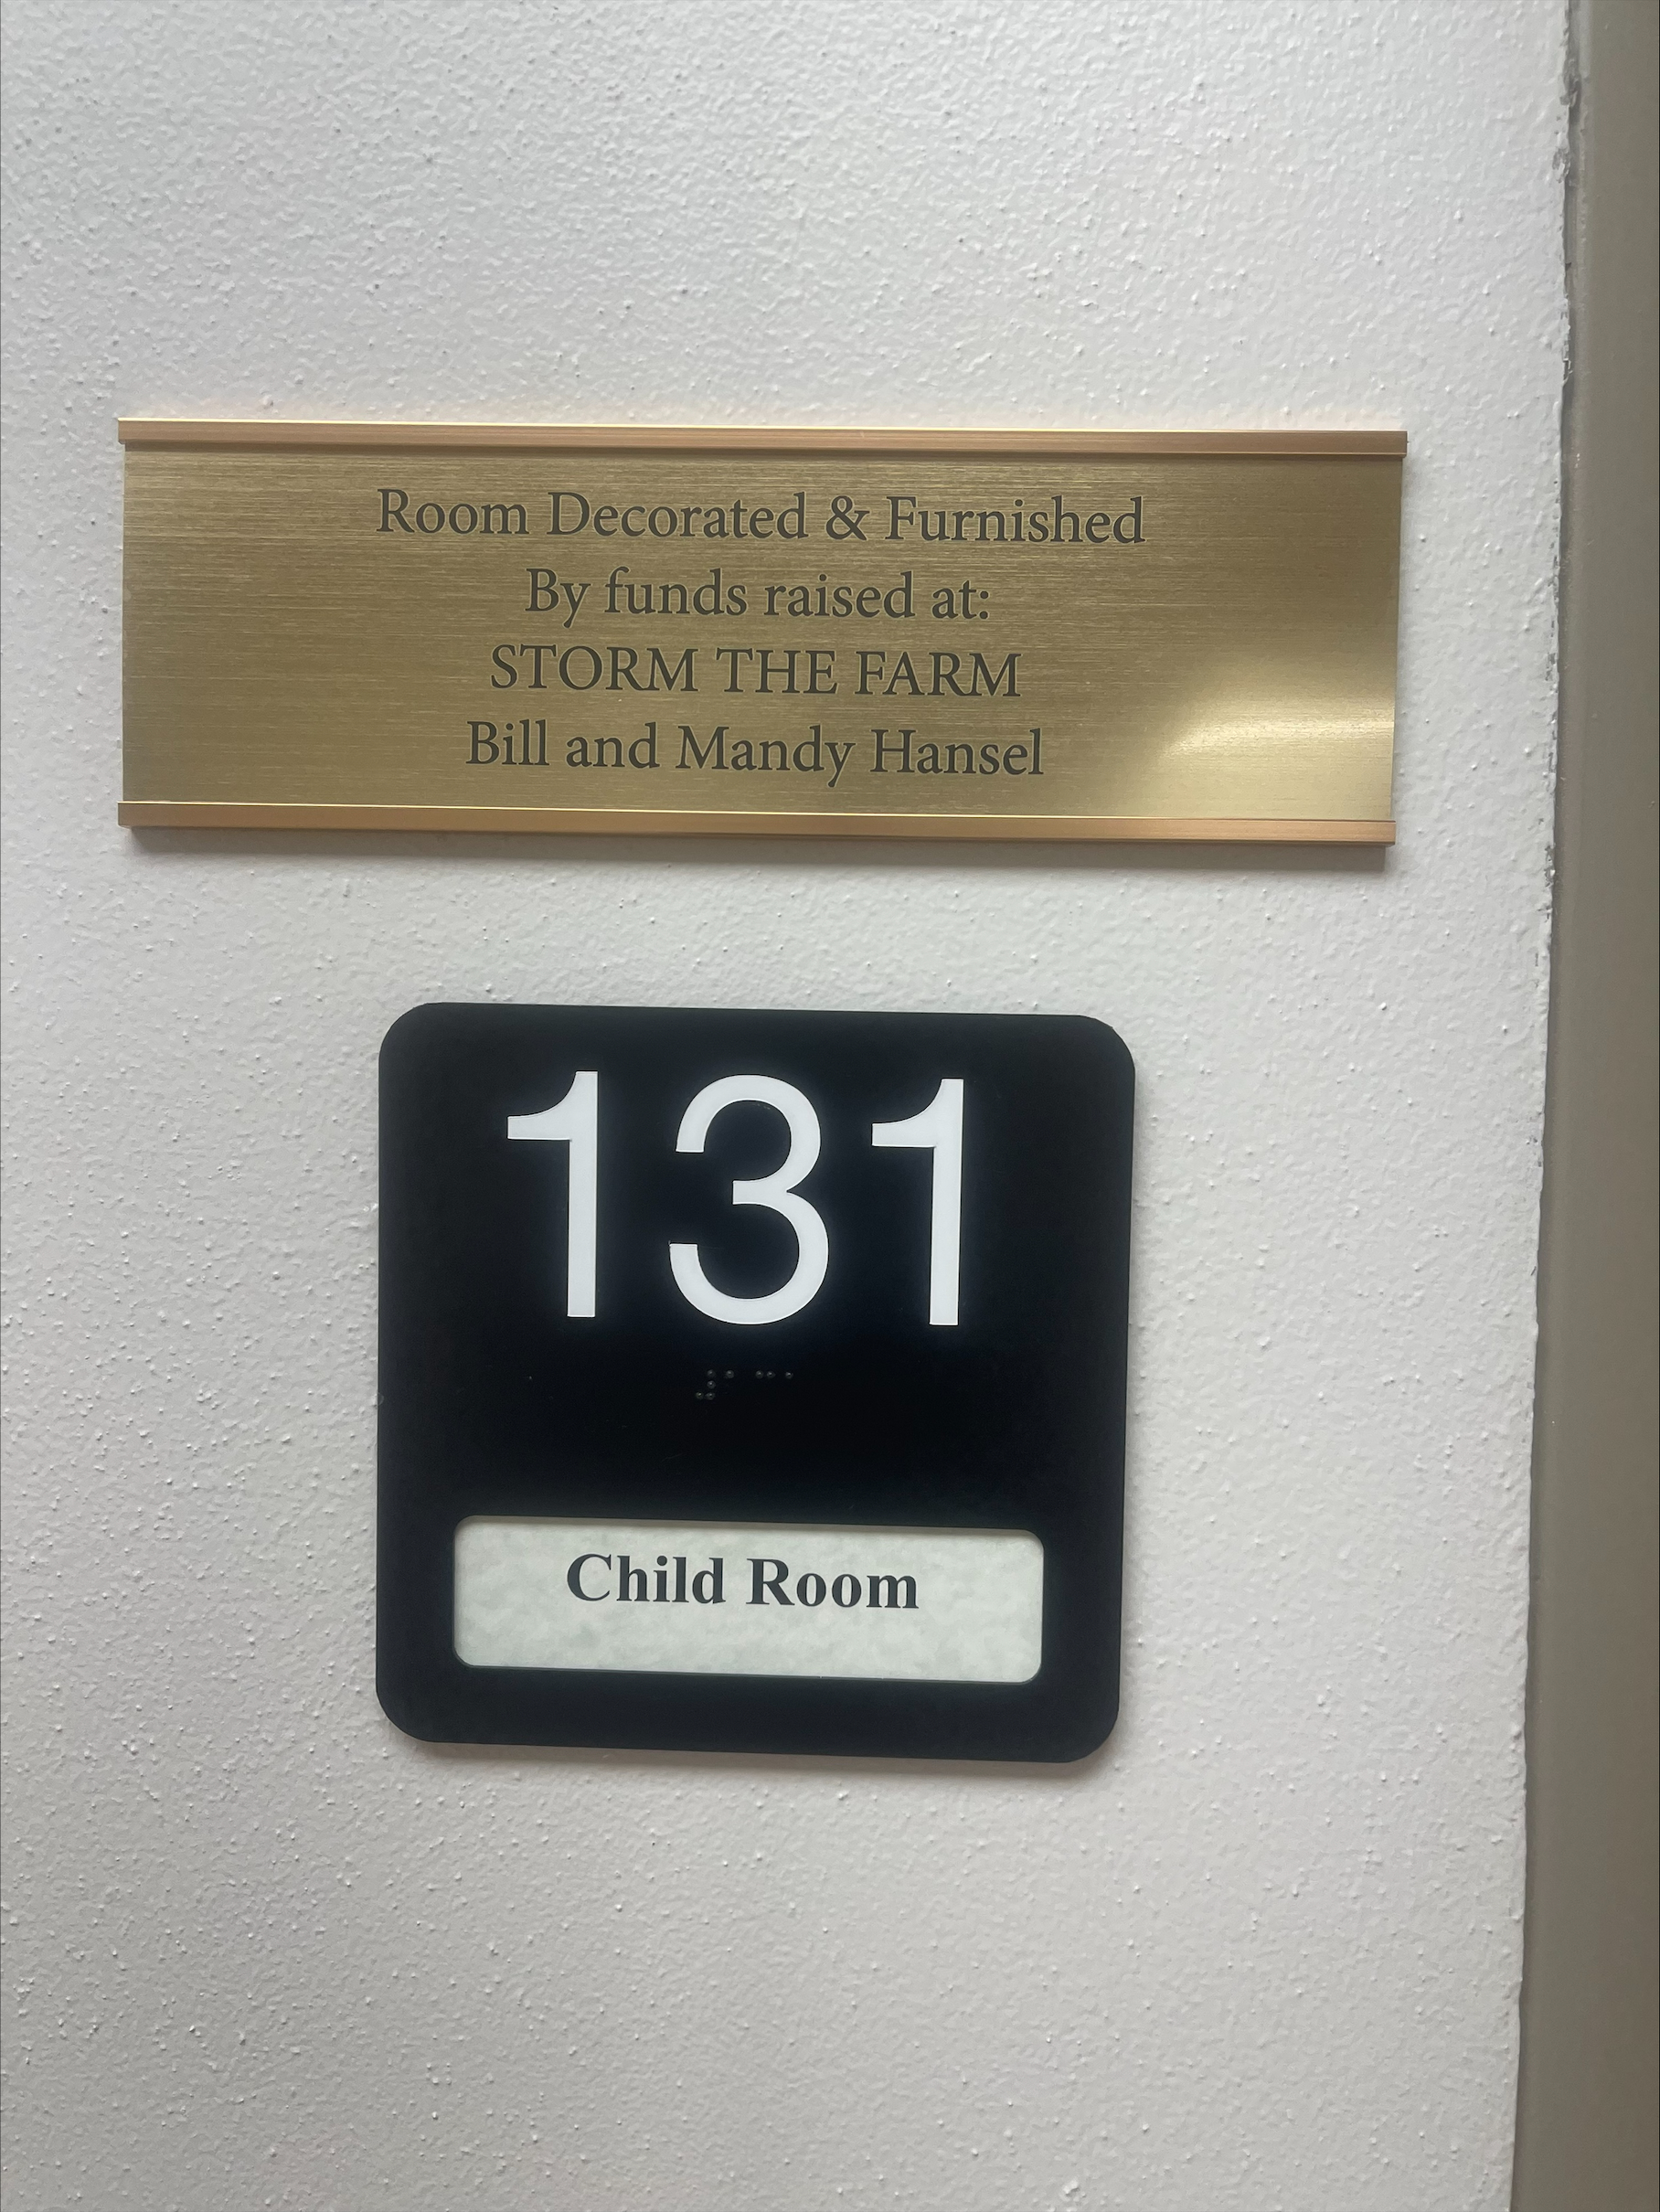 Room Decorated & Furnished
By funds raised at:
STORM THE FARM
Bill and Mandy Hansel
131
⠼⠁⠉⠁
Child Room